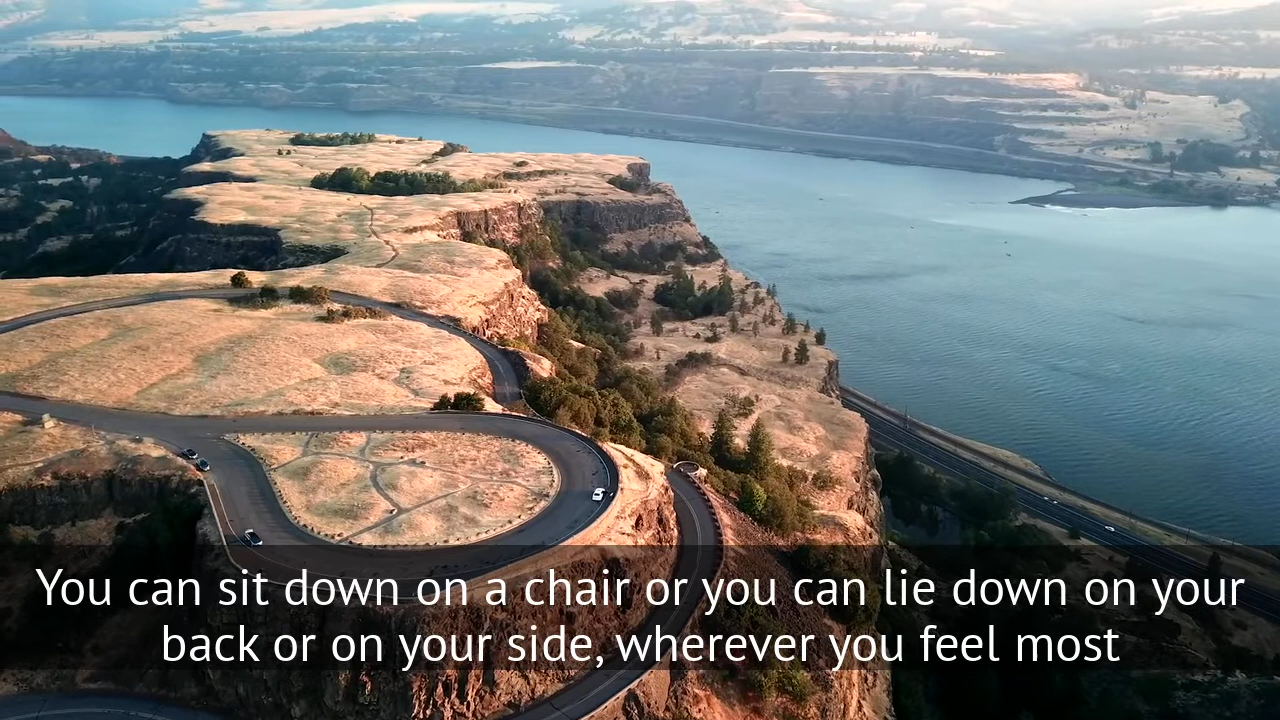 You can sit down on a chair or you can lie down on your
back or on your side, wherever you feel most